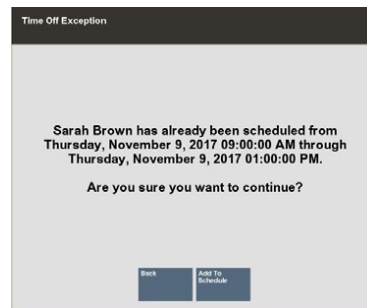 Time Off Exception
Sarah Brown has already been scheduled from
Thursday, November 9, 2017 09:00:00 AM through
Thursday, November 9, 2017 01:00:00 PM.
Are you sure you want to continue?
Back
Add To
Schedule